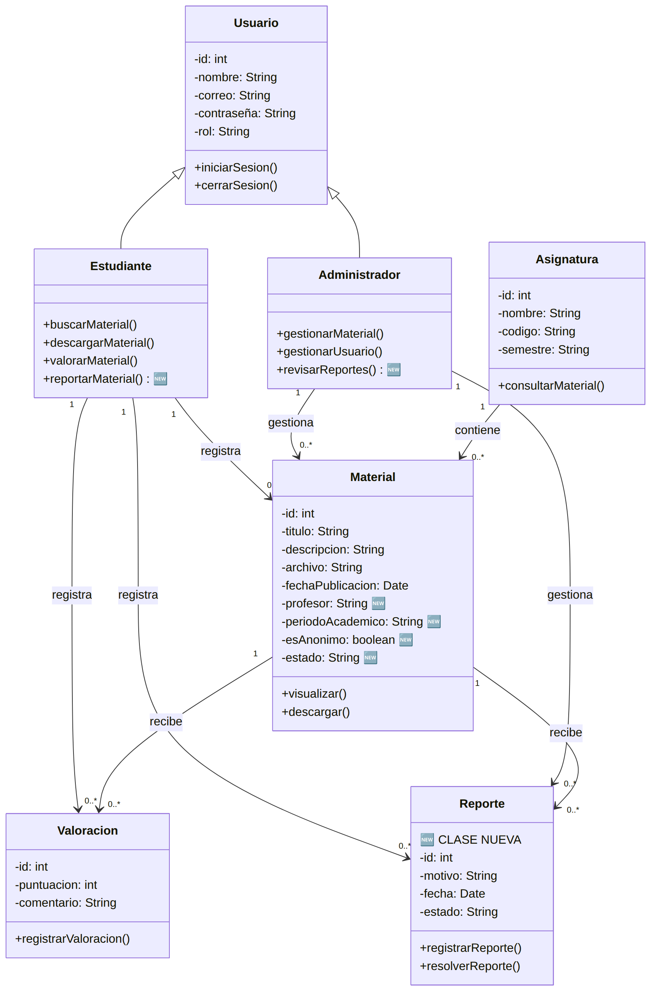 Usuario
-id: int
-nombre: String
-correo: String
-contraseña: String
-rol: String
+iniciarSesion()
+cerrarSesion()
Estudiante
+buscarMaterial()
+descargarMaterial()
+valorarMaterial()
+reportarMaterial() : 🆕
Administrador
+gestionarMaterial()
+gestionarUsuario()
+revisarReportes() : 🆕
Asignatura
-id: int
-nombre: String
-codigo: String
-semestre: String
+consultarMaterial()
1
1
1
1
1
1
gestiona
contiene
registra
0..*
0..*
0
Material
-id: int
-titulo: String
-descripcion: String
-archivo: String
-fechaPublicacion: Date
-profesor: String 🆕
-periodoAcademico: String 🆕
-esAnonimo: boolean 🆕
-estado: String 🆕
+visualizar()
+descargar()
registra
registra
gestiona
1
1
recibe
recibe
0..*
0..*
0..*
0..*
0..*
Valoracion
-id: int
-puntuacion: int
-comentario: String
+registrarValoracion()
Reporte
🆕 CLASE NUEVA
-id: int
-motivo: String
-fecha: Date
-estado: String
+registrarReporte()
+resolverReporte()